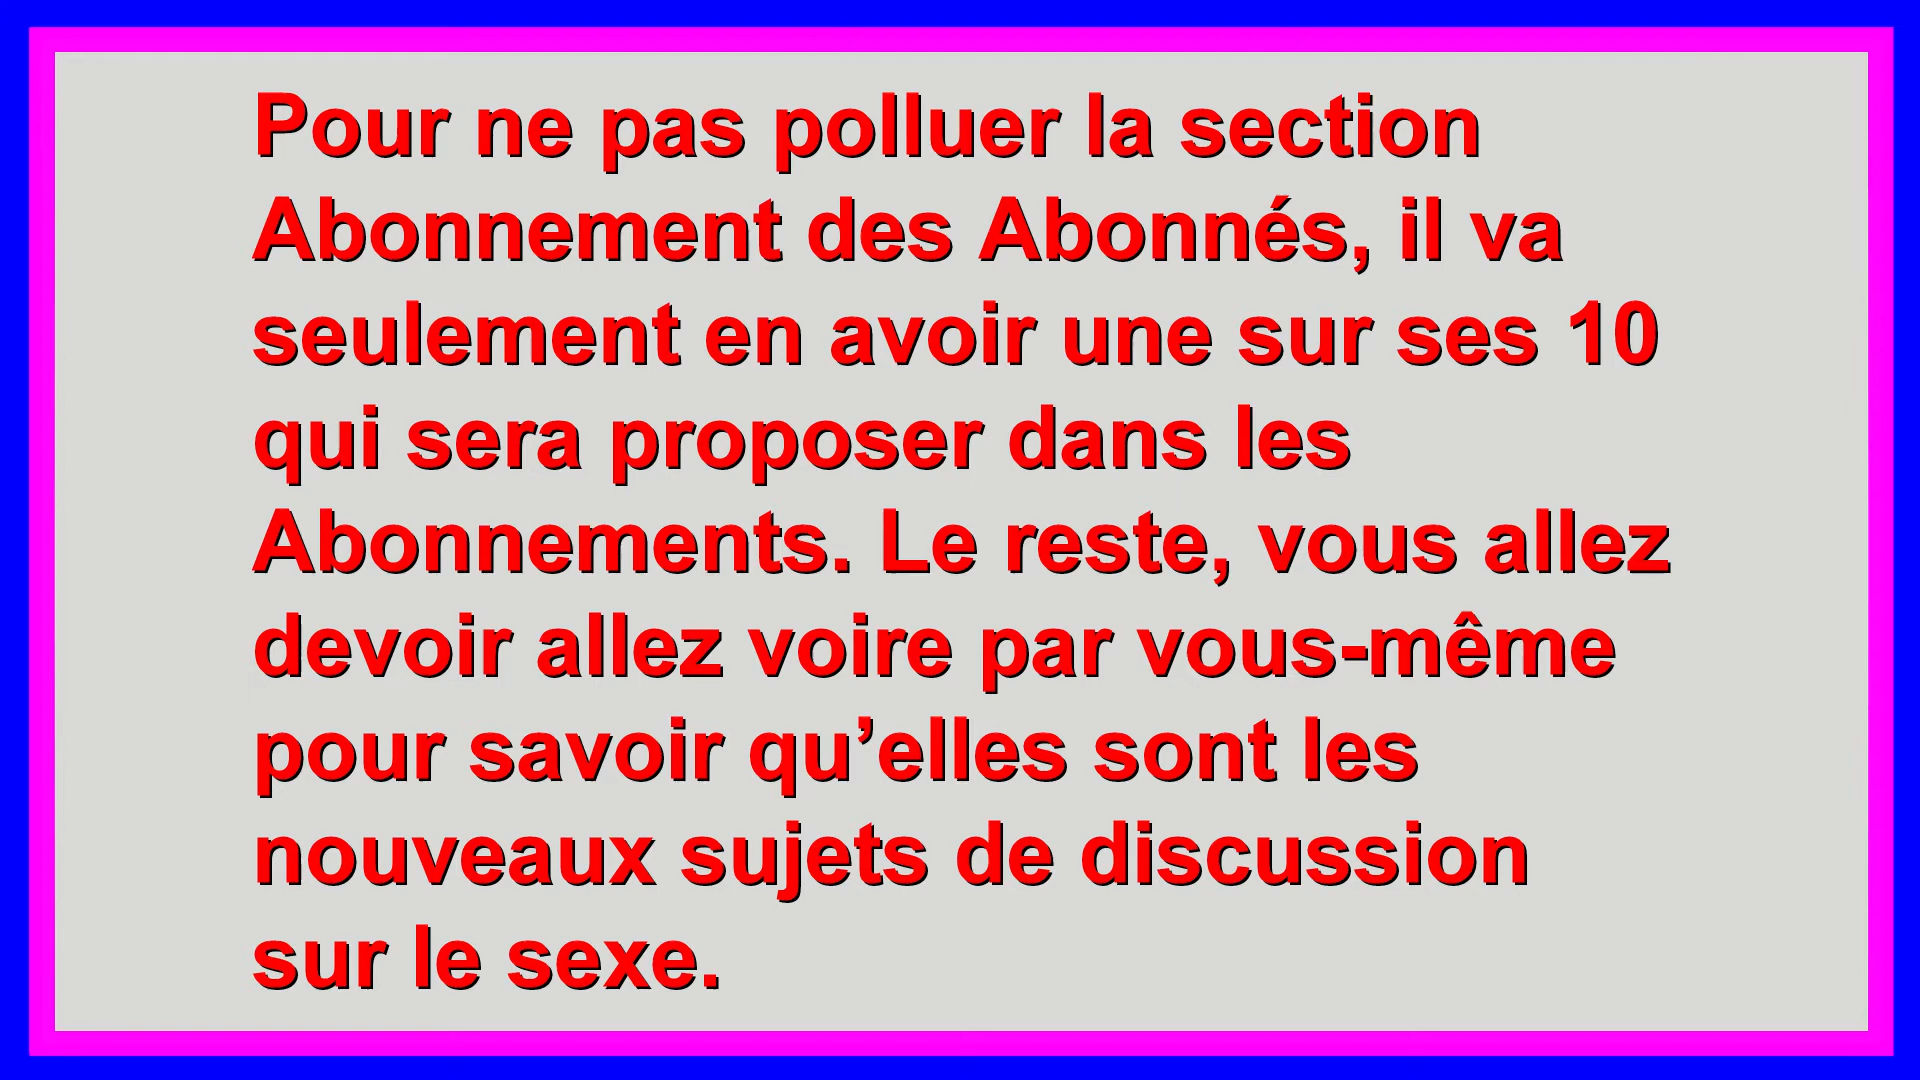 Pour ne pas polluer la section
Abonnement des Abonnés, il va
seulement en avoir une sur ses 10
qui sera proposer dans les
Abonnements. Le reste, vous allez
devoir allez voire par vous-même
pour savoir qu’elles sont les
nouveaux sujets de discussion
sur le sexe.